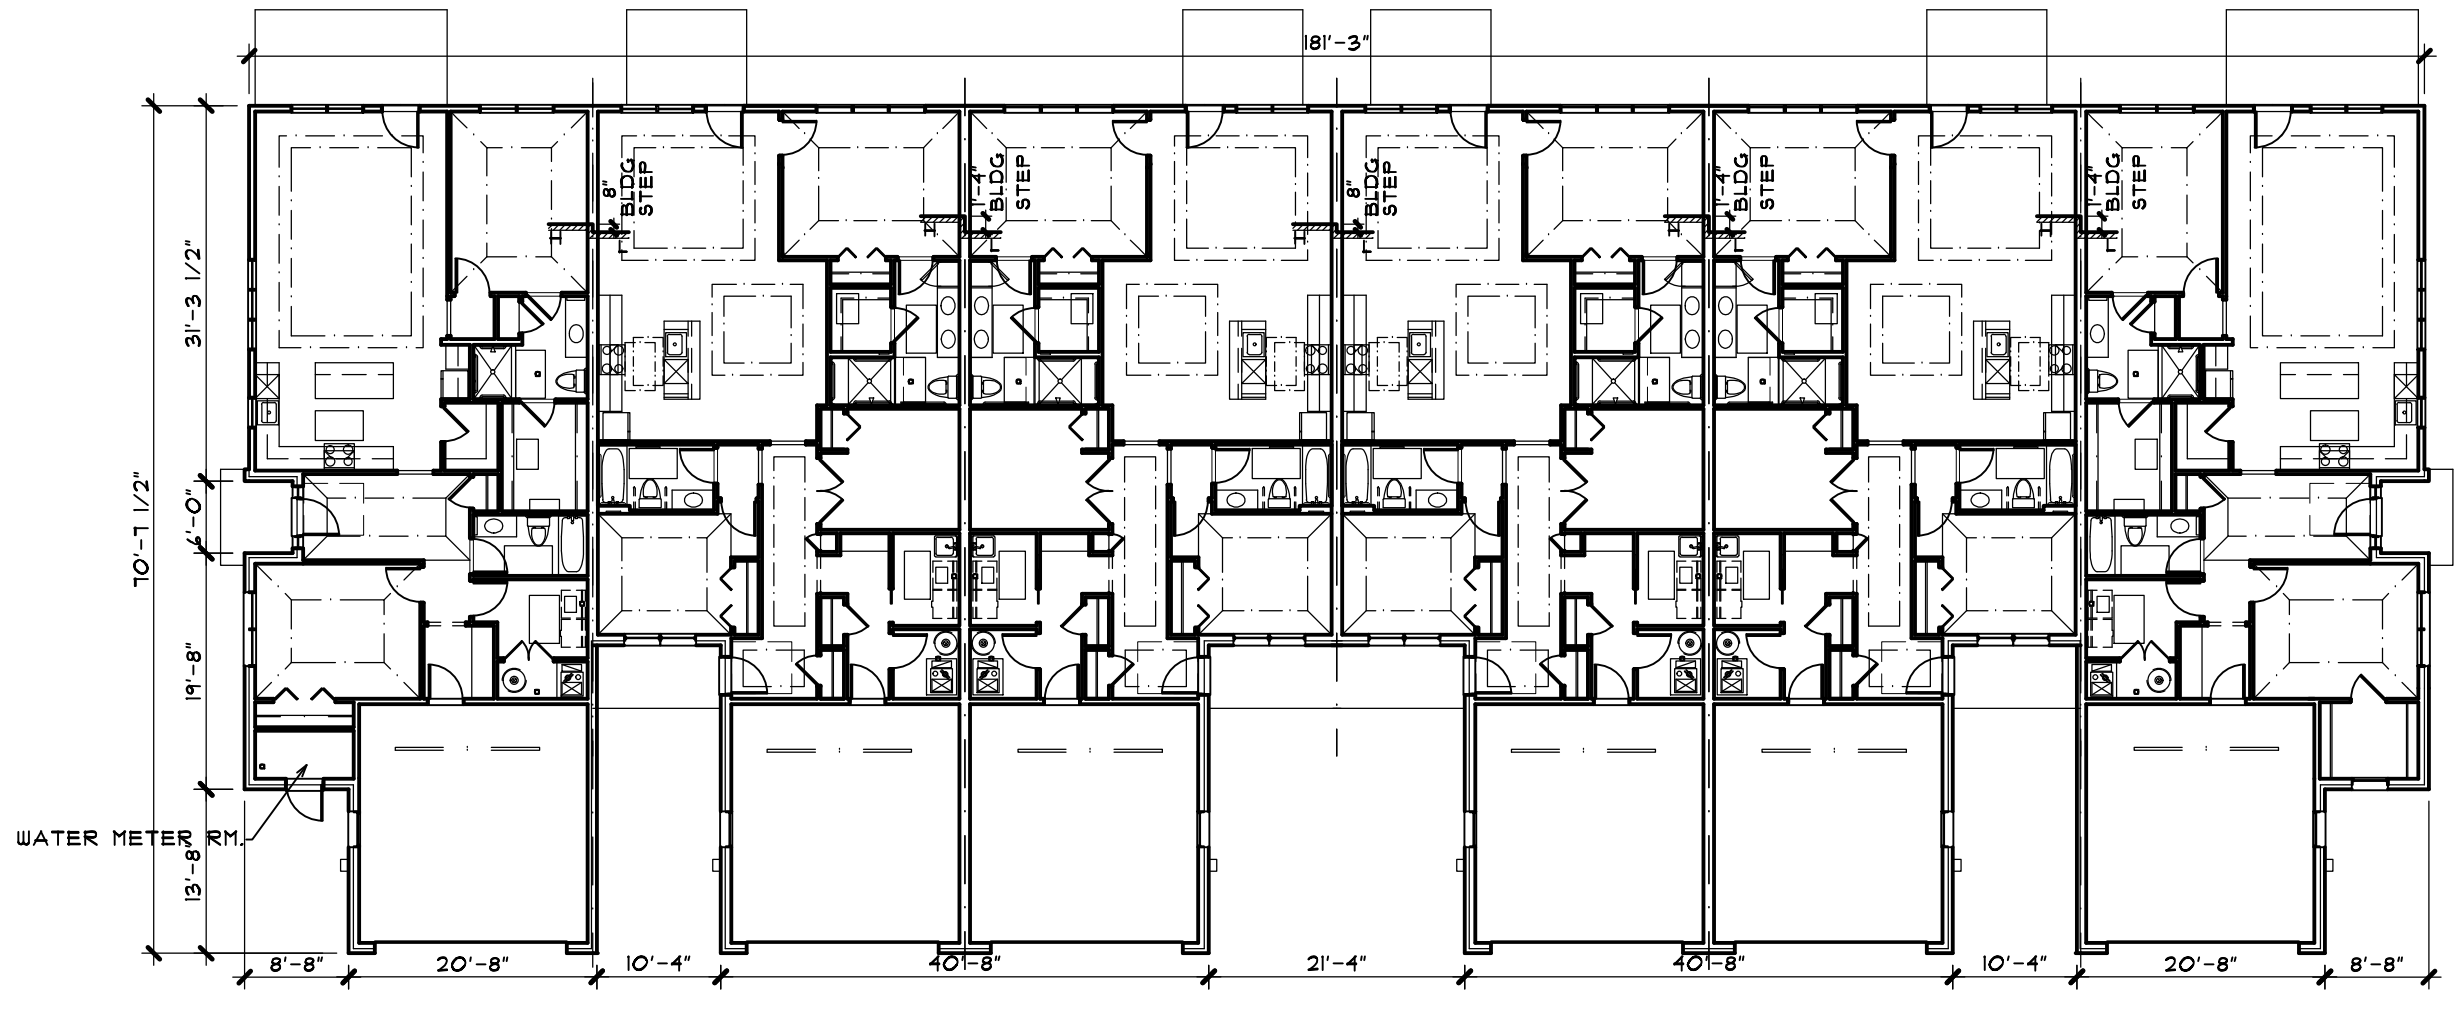 181'-3"
8"
BLDG
STEP
1'-4"
BLDG
STEP
8"
BLDG
STEP
1'-4"
BLDG
STEP
1'-4"
BLDG
STEP
31'-3 1/2"
6'-0"
70'-7 1/2"
19'-8"
13'-8"
WATER METER RM.
8'-8"
20'-8"
10'-4"
40'-8"
21'-4"
40'-8"
10'-4"
20'-8"
8'-8"